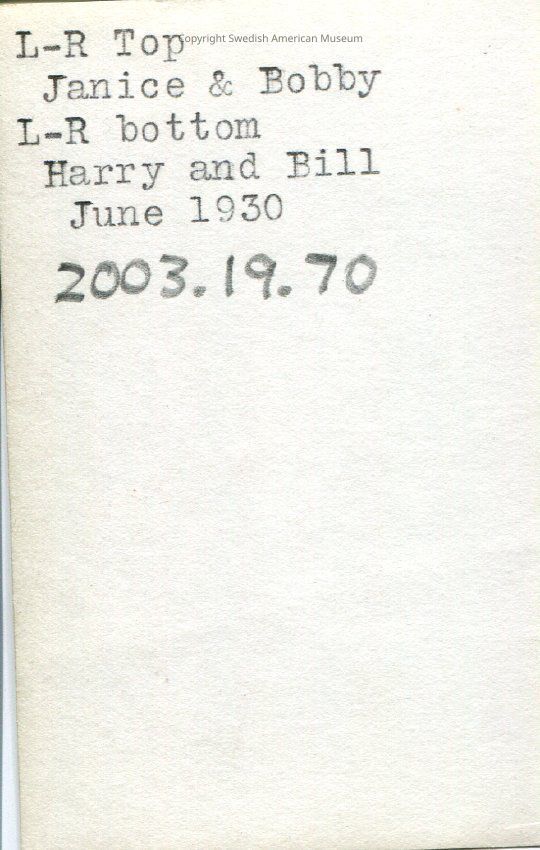 L-R Top
Copyright Swedish American Museum
Janice & Bobby
L-R bottom
Harry and Bill
June 1930
2003.19.70